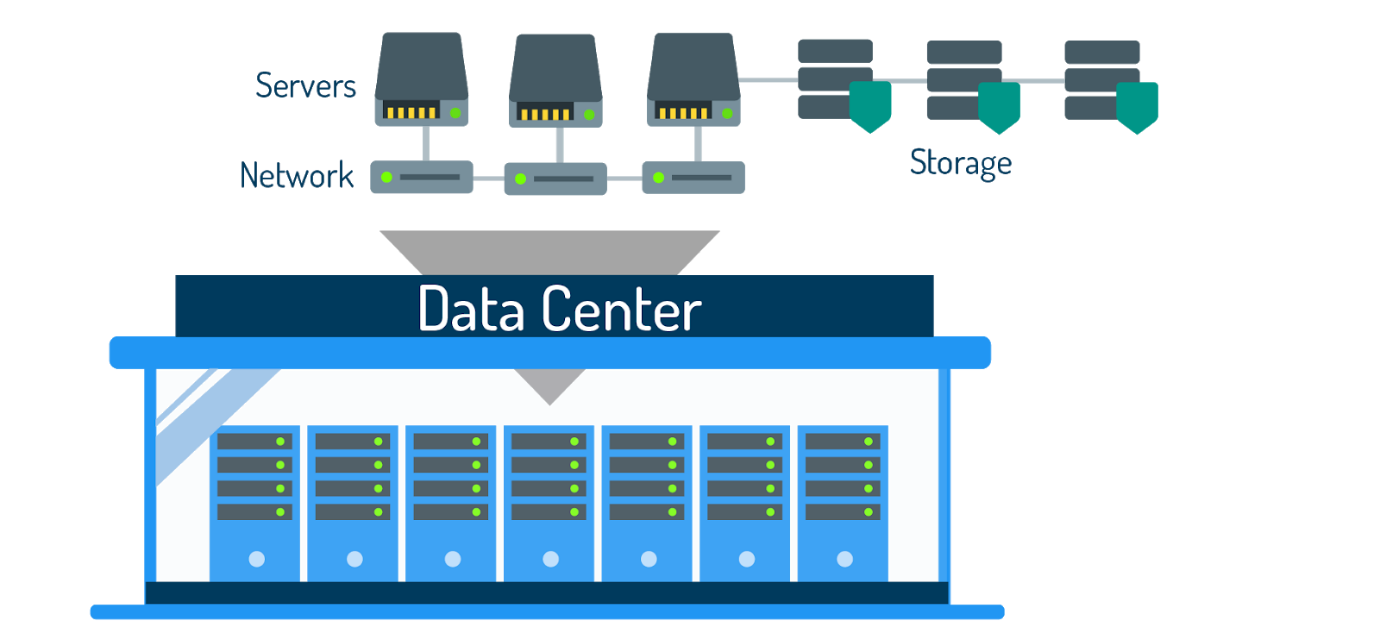 Servers
Network
Storage
Data Center